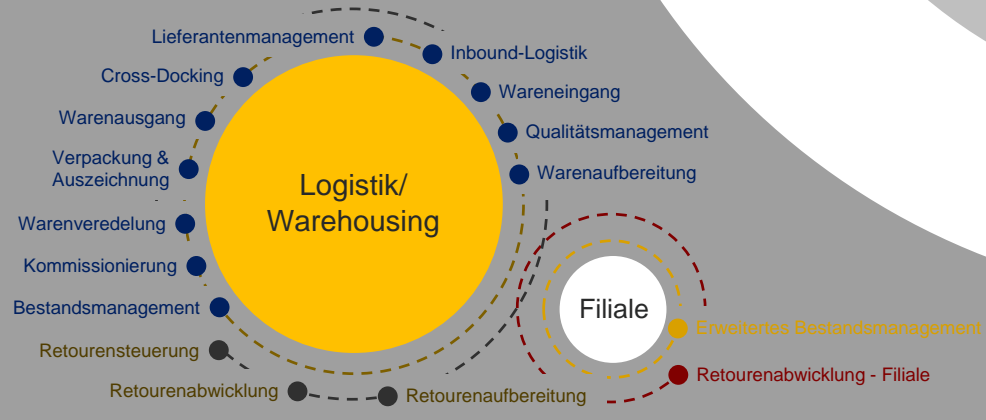 Lieferantenmanagement
Inbound-Logistik
Cross-Docking
Wareneingang
Warenausgang
Qualitätsmanagement
Verpackung &
Auszeichnung
Warenaufbereitung
Logistik/
Warehousing
Warenveredelung
Kommissionierung
Bestandsmanagement
Filiale
Erweitertes Bestandsmanagement
Retourensteuerung
Retourenabwicklung - Filiale
Retourenabwicklung
Retourenaufbereitung